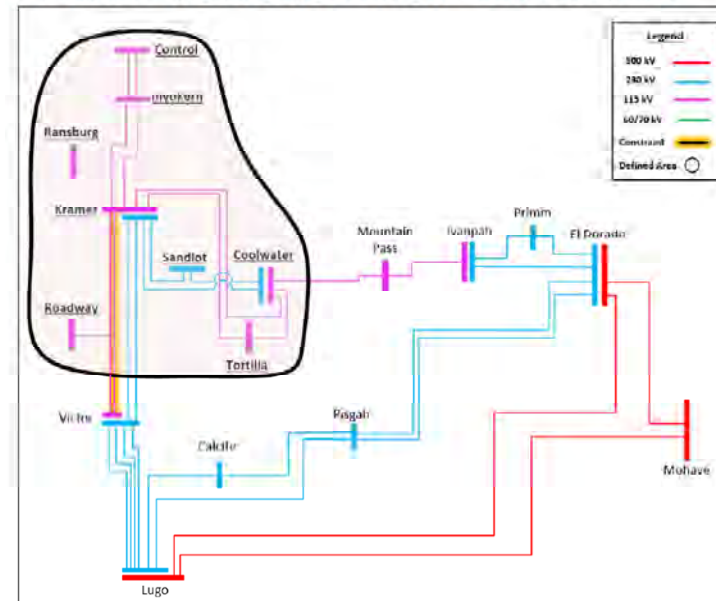 Control
Inyokern
Ransburg
Kramer
Sandlot
Coolwater
Roadway
Tortilla
Mountain
Pass
Ivanpah
Primm
El Dorado
Victor
Calcite
Pisgah
Mohave
Lugo
Legend
500 kV
230 kV
115 kV
60/70 kV
Constraint
Defined Area